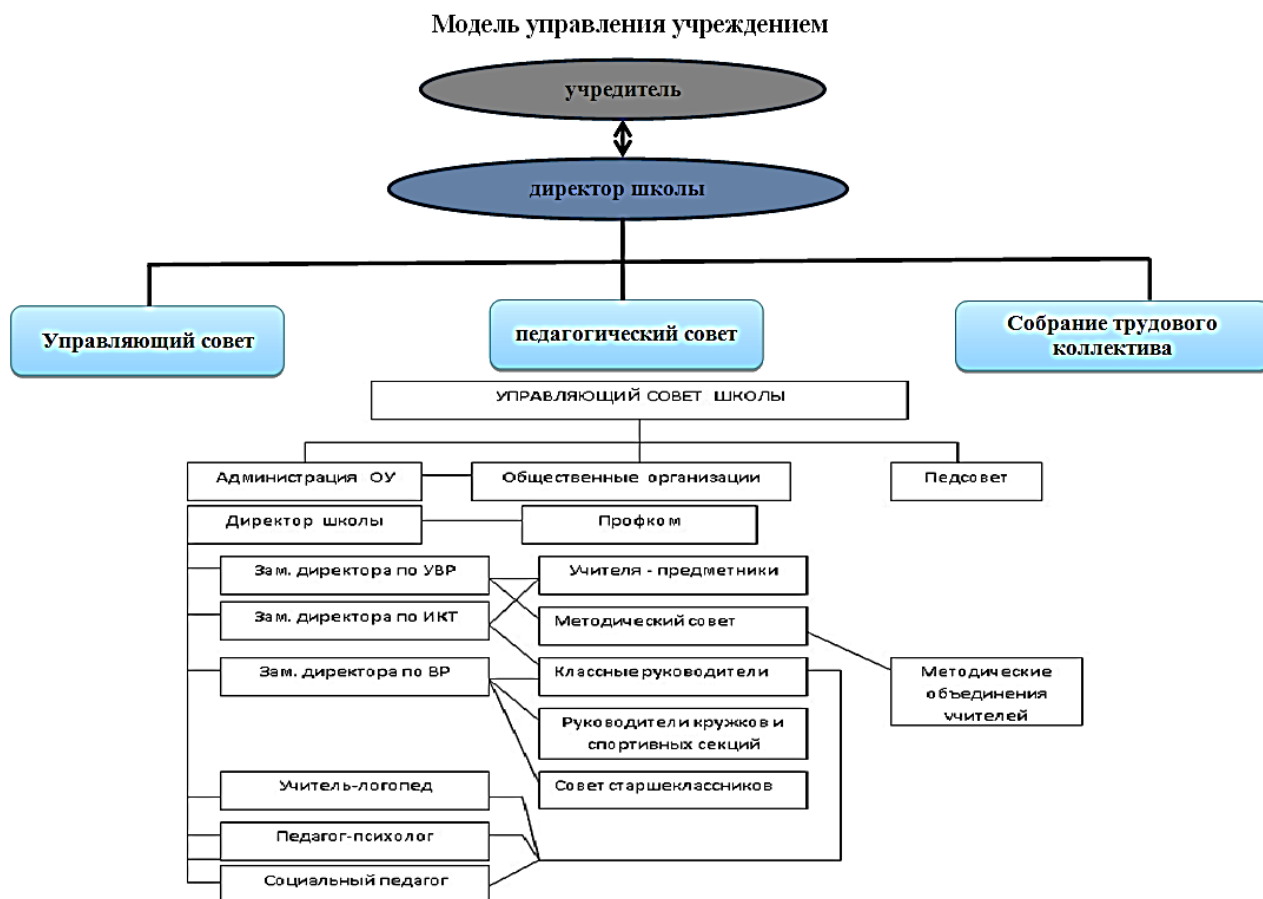 Модель управления учреждением
учредитель
директор школы
Управляющий совет
педагогический совет
Собрание трудового
коллектива
УПРАВЛЯЮЩИЙ СОВЕТ ШКОЛЫ
Администрация ОУ
Общественные организации
Педсовет
Директор школы
Профком
Зам. директора по УВР
Учителя - предметники
Зам. директора по ИКТ
Методический совет
Зам. директора по ВР
Классные руководители
Методические
объединения
учителей
Руководители кружков и
спортивных секций
Учитель-логопед
Совет старшеклассников
Педагог-психолог
Социальный педагог